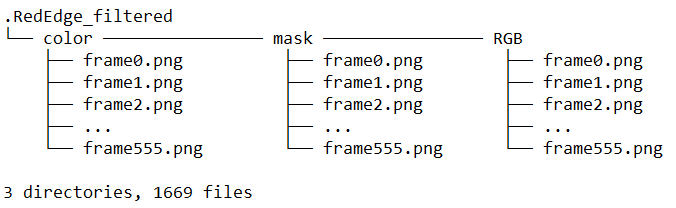 .RedEdge_filtered
└── color ─────────────── mask ─────────────── RGB
    ├── frame0.png            ├── frame0.png            ├── frame0.png
    ├── frame1.png            ├── frame1.png            ├── frame1.png
    ├── frame2.png            ├── frame2.png            ├── frame2.png
    ├── ...                   ├── ...                   ├── ...
    └── frame555.png          └── frame555.png          └── frame555.png
3 directories, 1669 files